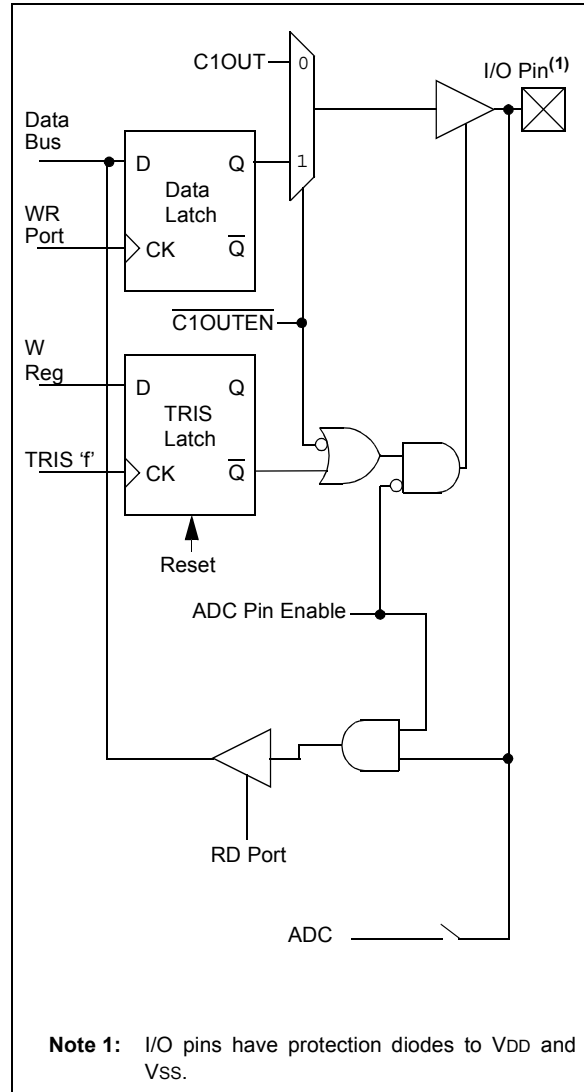 C1OUT
0
I/O Pin(1)
Data
Bus
D
Q
1
Data
Latch
WR
Port
CK
Q̅
C̅1̅O̅U̅T̅E̅N̅
W
Reg
D
Q
TRIS
Latch
TRIS ‘f’
CK
Q̅
Reset
ADC Pin Enable
RD Port
ADC
Note 1: I/O pins have protection diodes to VDD and
VSS.